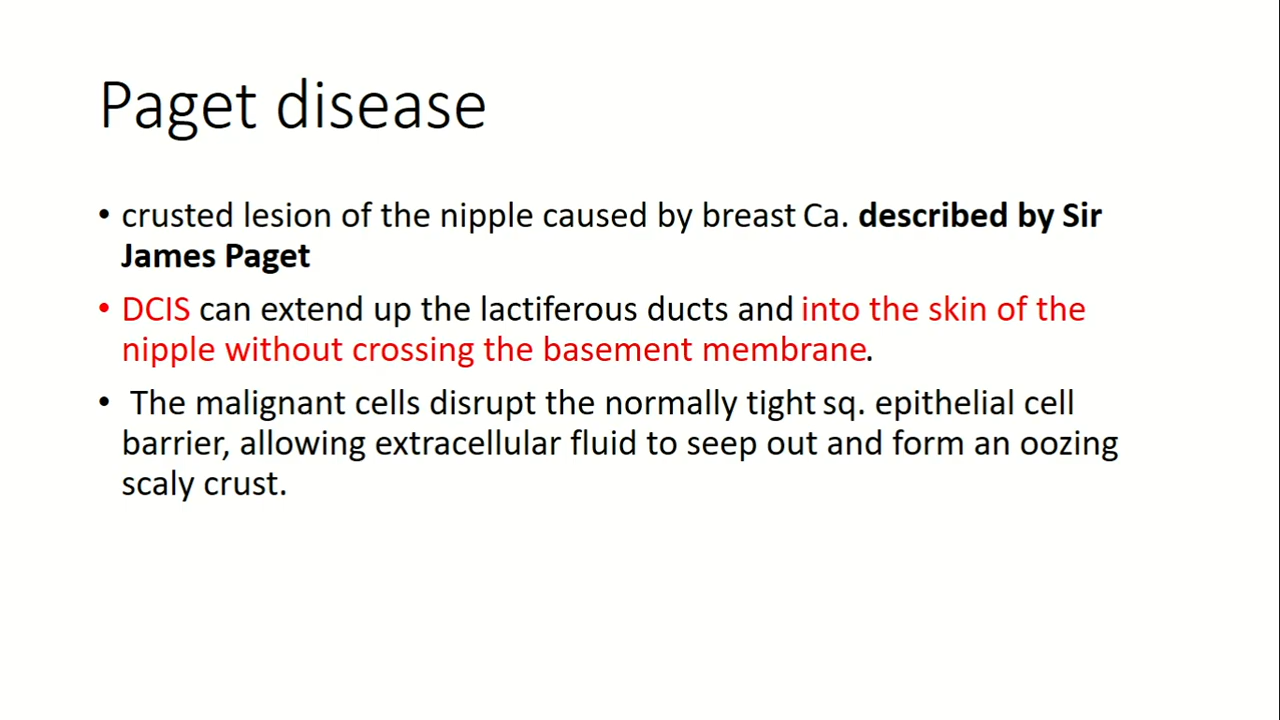 Paget disease
• crusted lesion of the nipple caused by breast Ca. described by Sir
James Paget
• DCIS can extend up the lactiferous ducts and into the skin of the
nipple without crossing the basement membrane.
• The malignant cells disrupt the normally tight sq. epithelial cell
barrier, allowing extracellular fluid to seep out and form an oozing
scaly crust.